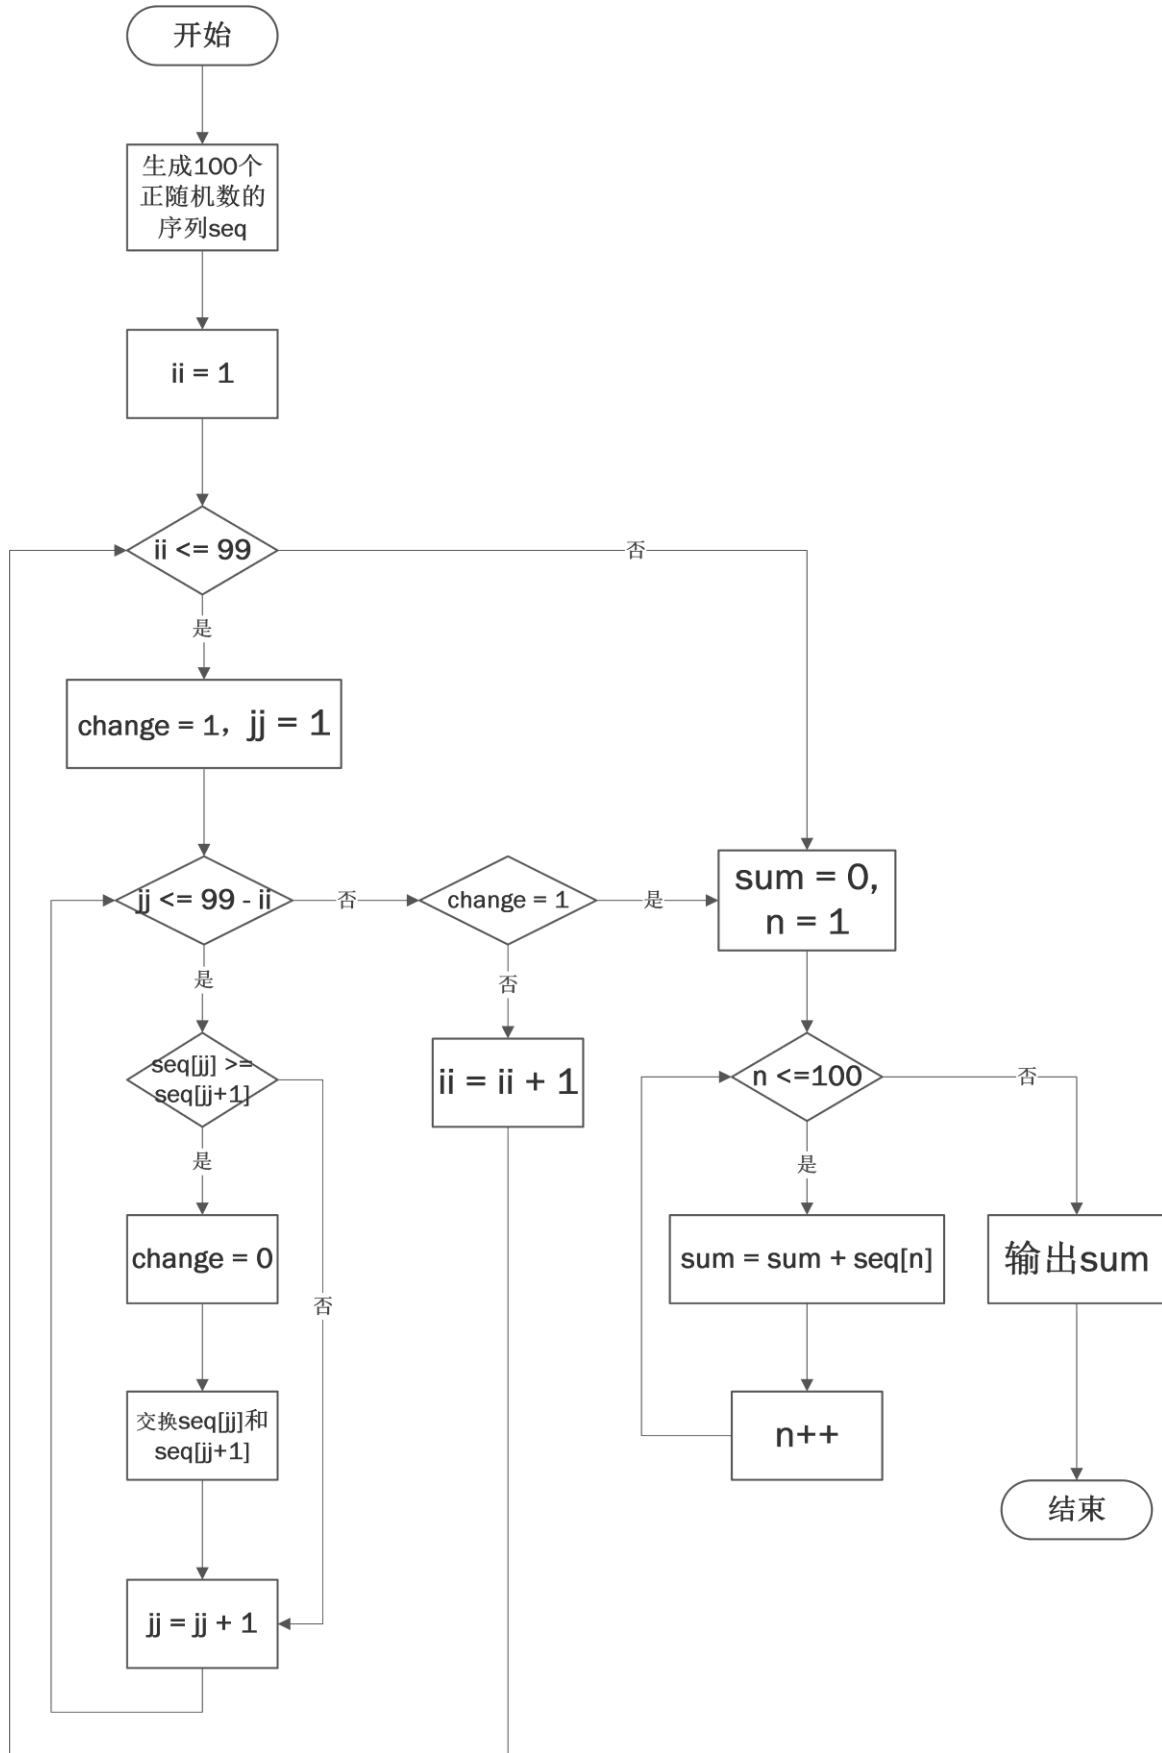 开始
生成100个
正随机数的
序列seq
ii = 1
ii <= 99
否
是
change = 1，jj = 1
jj <= 99 - ii
否
change = 1
是
sum = 0,
n = 1
是
否
seq[jj] >=
seq[jj+1]
ii = ii + 1
n <=100
否
是
是
change = 0
sum = sum + seq[n]
输出sum
否
交换seq[jj]和
seq[jj+1]
n++
结束
jj = jj + 1